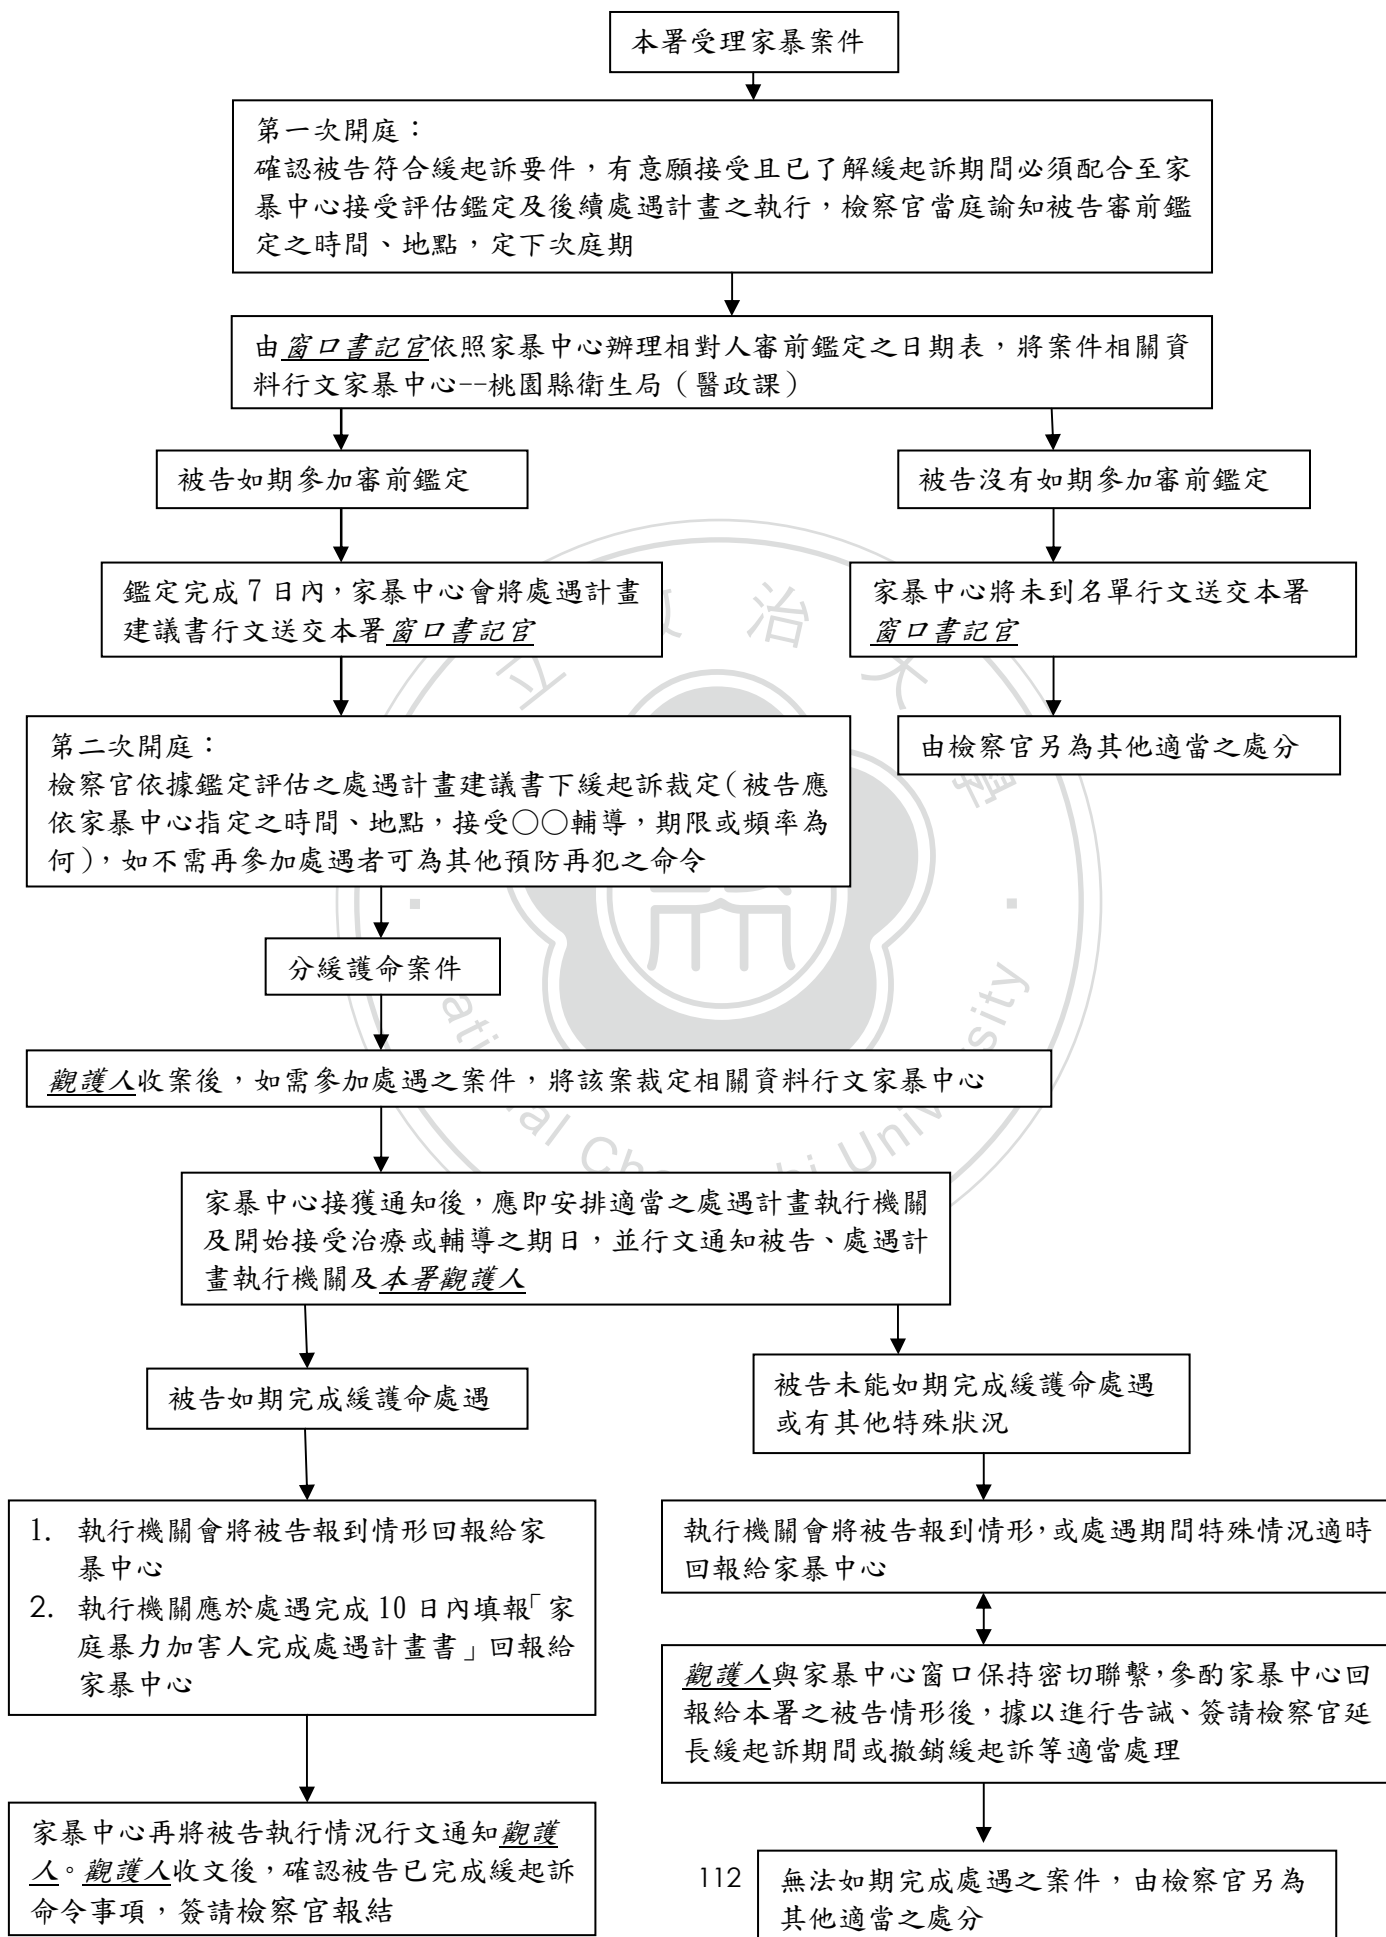 本署受理家暴案件
第一次開庭：
確認被告符合緩起訴要件，有意願接受且已了解緩起訴期間必須配合至家
暴中心接受評估鑑定及後續處遇計畫之執行，檢察官當庭諭知被告審前鑑
定之時間、地點，定下次庭期
由窗口書記官依照家暴中心辦理相對人審前鑑定之日期表，將案件相關資
料行文家暴中心--桃園縣衛生局（醫政課）
被告如期參加審前鑑定
被告沒有如期參加審前鑑定
鑑定完成 7 日內，家暴中心會將處遇計畫
建議書行文送交本署窗口書記官
家暴中心將未到名單行文送交本署
窗口書記官
第二次開庭：
檢察官依據鑑定評估之處遇計畫建議書下緩起訴裁定(被告應
依家暴中心指定之時間、地點，接受○○輔導，期限或頻率為
何)，如不需再參加處遇者可為其他預防再犯之命令
由檢察官另為其他適當之處分
分緩護命案件
觀護人收案後，如需參加處遇之案件，將該案裁定相關資料行文家暴中心
家暴中心接獲通知後，應即安排適當之處遇計畫執行機關
及開始接受治療或輔導之期日，並行文通知被告、處遇計
畫執行機關及本署觀護人
被告如期完成緩護命處遇
被告未能如期完成緩護命處遇
或有其他特殊狀況
1. 執行機關會將被告報到情形回報給家
暴中心
2. 執行機關應於處遇完成 10 日內填報「家
庭暴力加害人完成處遇計畫書」回報給
家暴中心
執行機關會將被告報到情形，或處遇期間特殊情況適時
回報給家暴中心
觀護人與家暴中心窗口保持密切聯繫，參酌家暴中心回
報給本署之被告情形後，據以進行告誡、簽請檢察官延
長緩起訴期間或撤銷緩起訴等適當處理
家暴中心再將被告執行情況行文通知觀護
人。觀護人收文後，確認被告已完成緩起訴
命令事項，簽請檢察官報結
無法如期完成處遇之案件，由檢察官另為
其他適當之處分
112